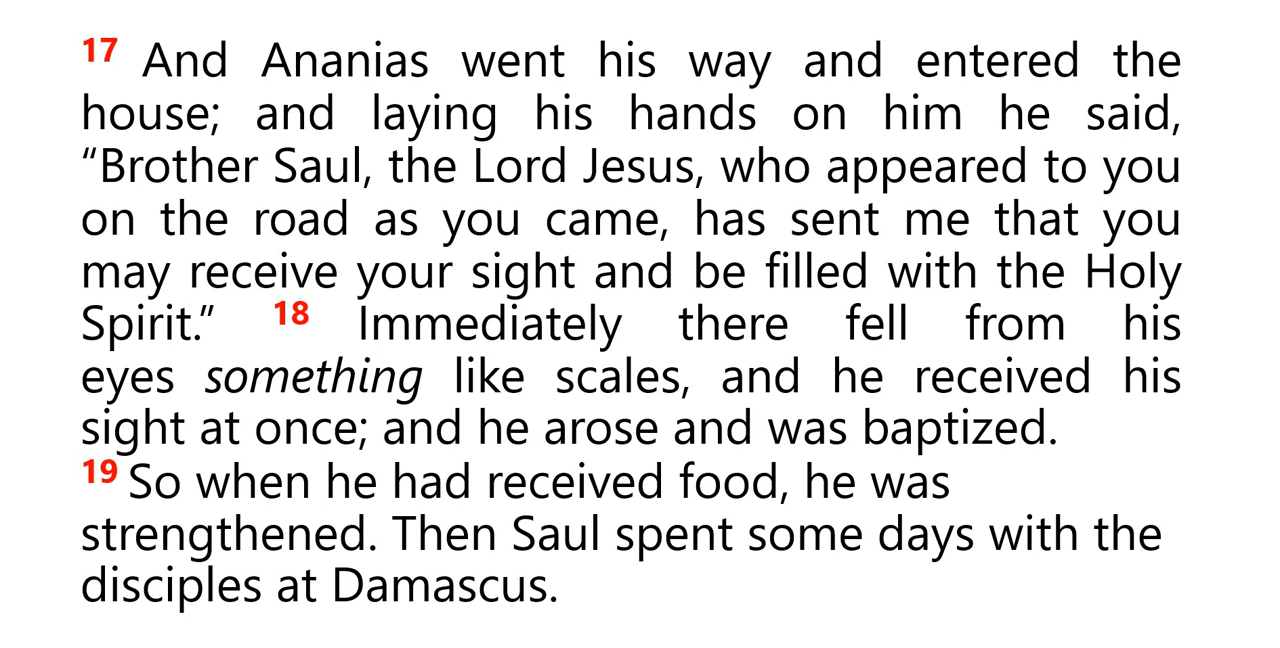 17 And Ananias went his way and entered the
house; and laying his hands on him he said,
“Brother Saul, the Lord Jesus, who appeared to you
on the road as you came, has sent me that you
may receive your sight and be filled with the Holy
Spirit.” 18 Immediately there fell from his
eyes something like scales, and he received his
sight at once; and he arose and was baptized.
19 So when he had received food, he was
strengthened. Then Saul spent some days with the
disciples at Damascus.